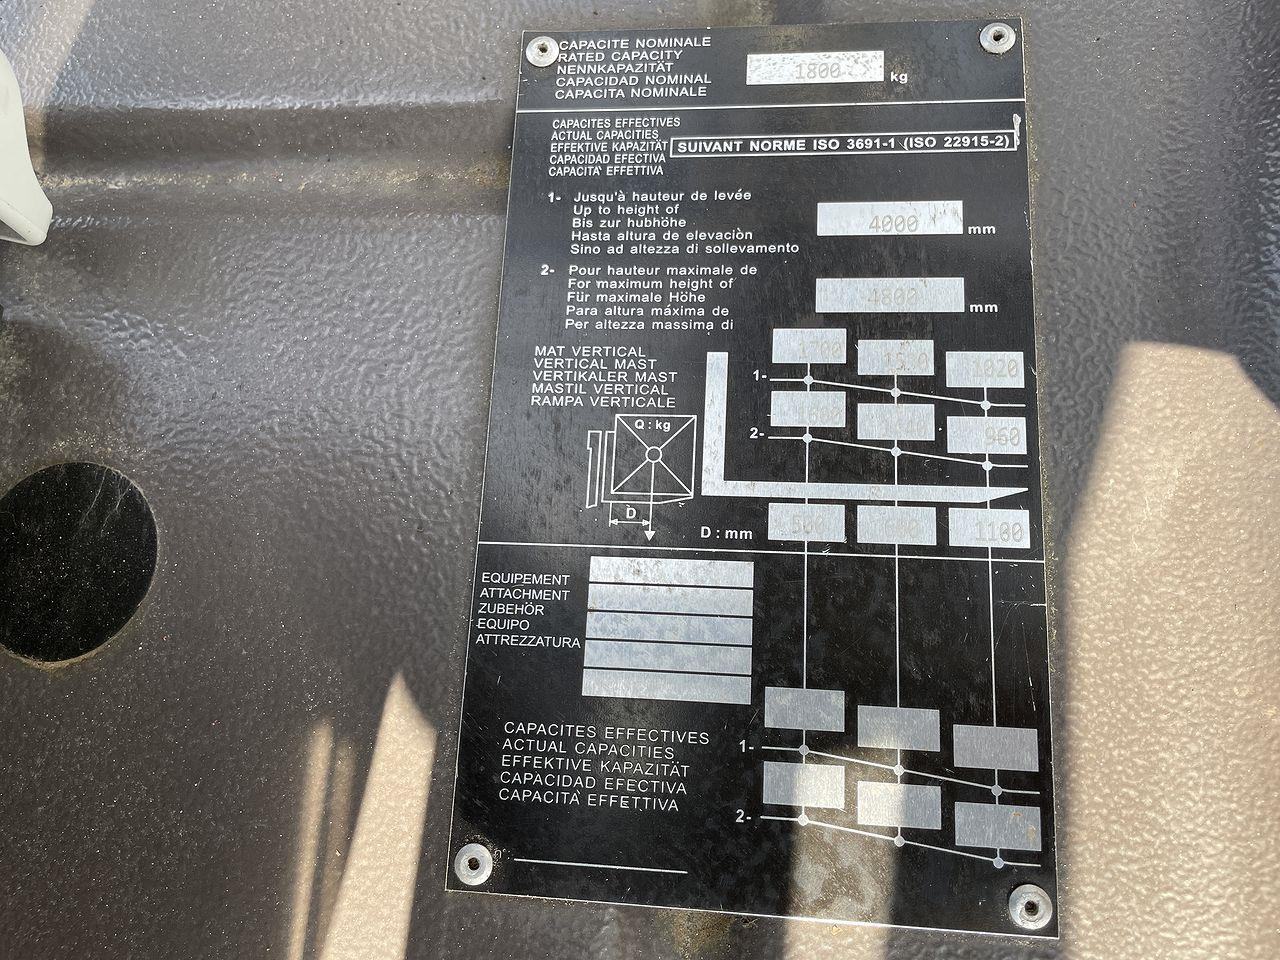 CAPACITE NOMINALE
RATED CAPACITY
NENNKAPAZITÄT
CAPACIDAD NOMINAL
CAPACITA NOMINALE
1800 kg
CAPACITES EFFECTIVES
ACTUAL CAPACITIES
EFFEKTIVE KAPAZITÄT
CAPACIDAD EFECTIVA
CAPACITA' EFFETTIVA
SUIVANT NORME ISO 3691-1 (ISO 22915-2)
1- Jusqu'à hauteur de levée
Up to height of
Bis zur hubhöhe
Hasta altura de elevaciòn
Sino ad altezza di sollevamento
4000 mm
2- Pour hauteur maximale de
For maximum height of
Für maximale Höhe
Para altura máxima de
Per altezza massima di
4800 mm
MAT VERTICAL
VERTICAL MAST
VERTIKALER MAST
MASTIL VERTICAL
RAMPA VERTICALE
1- 1020
2- 960
Q : kg
D
D : mm 1100
EQUIPEMENT
ATTACHMENT
ZUBEHÖR
EQUIPO
ATTREZZATURA
CAPACITES EFFECTIVES
ACTUAL CAPACITIES
EFFEKTIVE KAPAZITÄT
CAPACIDAD EFECTIVA
CAPACITA' EFFETTIVA
1-
2-